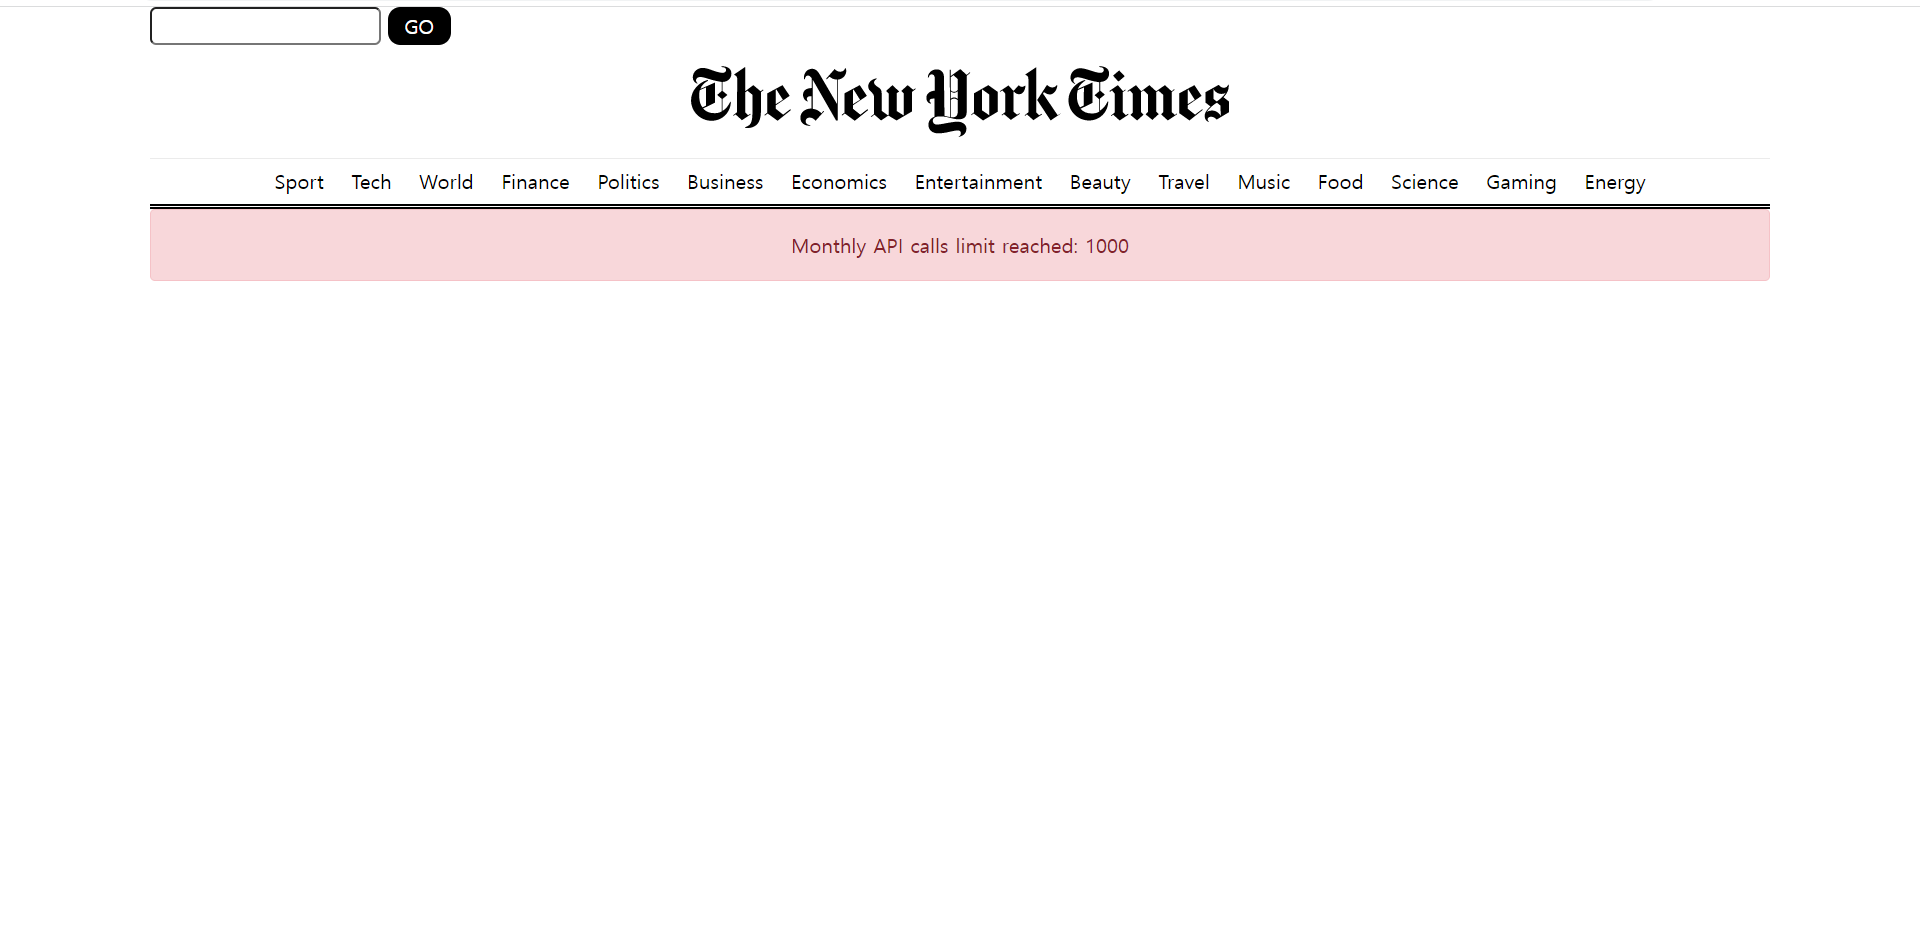 GO
The New York Times
Sport Tech World Finance Politics Business Economics Entertainment Beauty Travel Music Food Science Gaming Energy
Monthly API calls limit reached: 1000